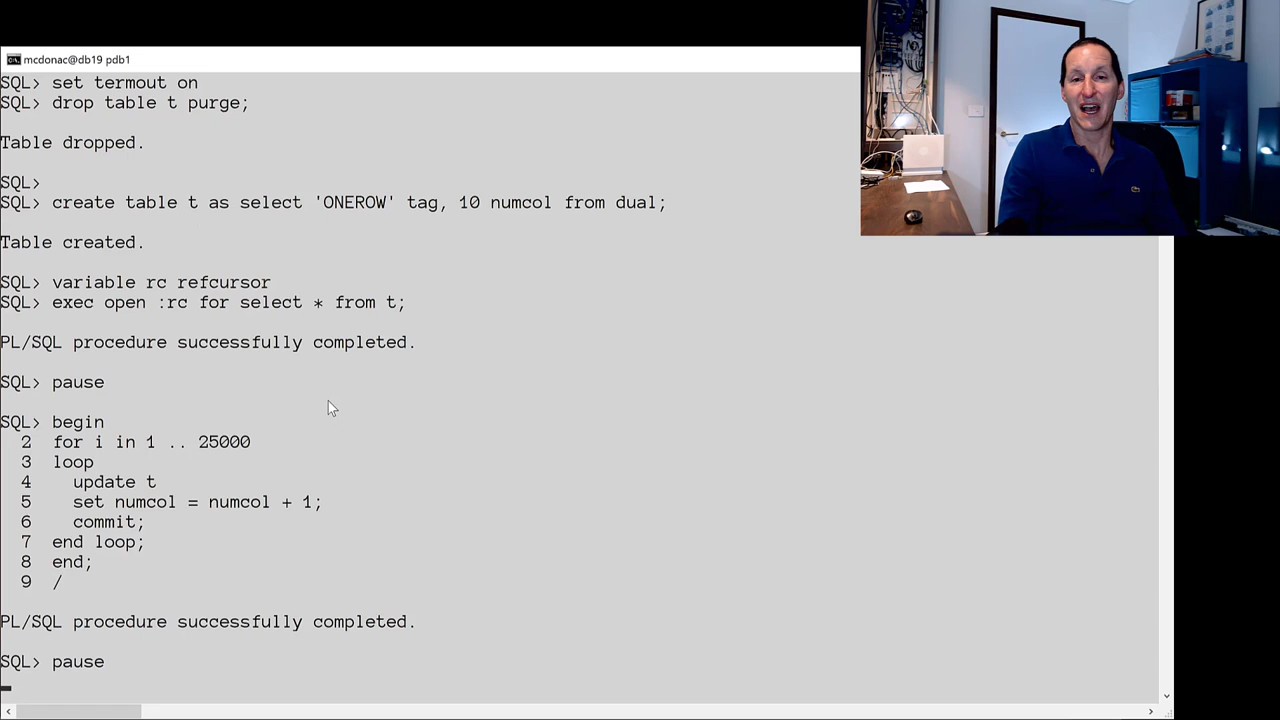 mcdonac@db19 pdb1
SQL> set termout on
SQL> drop table t purge;
Table dropped.
SQL>
SQL> create table t as select 'ONEROW' tag, 10 numcol from dual;
Table created.
SQL> variable rc refcursor
SQL> exec open :rc for select * from t;
PL/SQL procedure successfully completed.
SQL> pause
SQL> begin
2 for i in 1 .. 25000
3 loop
4 update t
5 set numcol = numcol + 1;
6 commit;
7 end loop;
8 end;
9 /
PL/SQL procedure successfully completed.
SQL> pause